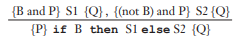 {B and P} S1 {Q}, {(not B) and P} S2 {Q}
{P} if B then S1 else S2 {Q}